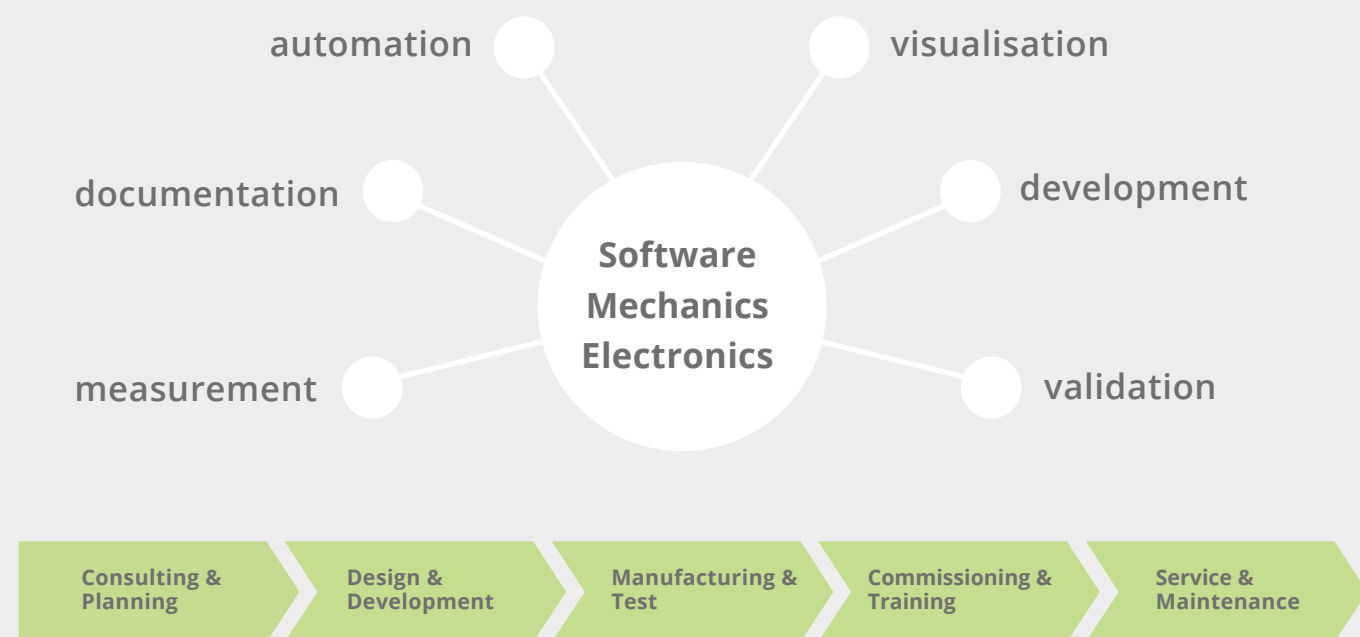 automation
visualisation
documentation
development
Software
Mechanics
Electronics
measurement
validation
Consulting &
Planning
Design &
Development
Manufacturing &
Test
Commissioning &
Training
Service &
Maintenance